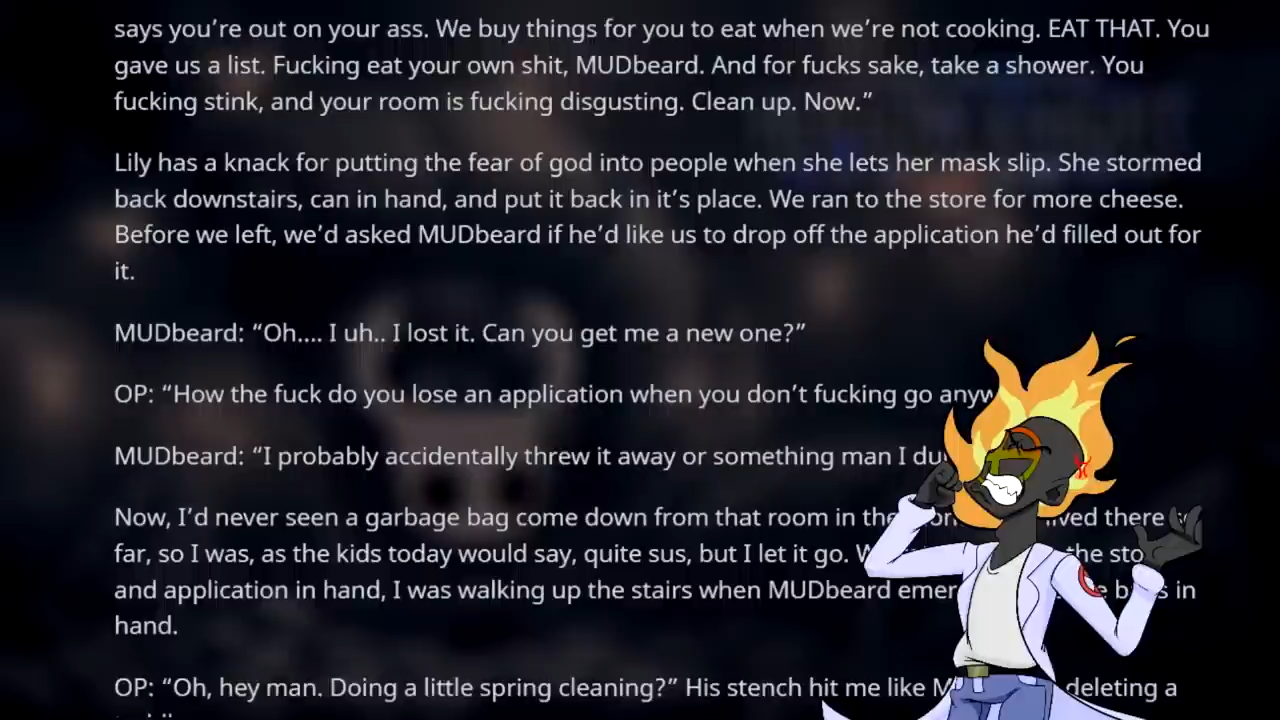 says you’re out on your ass. We buy things for you to eat when we’re not cooking. EAT THAT. You
gave us a list. Fucking eat your own shit, MUDbeard. And for fucks sake, take a shower. You
fucking stink, and your room is fucking disgusting. Clean up. Now.”
Lily has a knack for putting the fear of god into people when she lets her mask slip. She stormed
back downstairs, can in hand, and put it back in it’s place. We ran to the store for more cheese.
Before we left, we’d asked MUDbeard if he’d like us to drop off the application he’d filled out for
it.
MUDbeard: “Oh.... I uh.. I lost it. Can you get me a new one?”
OP: “How the fuck do you lose an application when you don’t fucking go
MUDbeard: “I probably accidentally threw it away or something man I
Now, I’d never seen a garbage bag come down from that room in the there
far, so I was, as the kids today would say, quite sus, but I let it go. the
and application in hand, I was walking up the stairs when MUDbeard in
hand.
OP: “Oh, hey man. Doing a little spring cleaning?” His stench hit me like deleting a